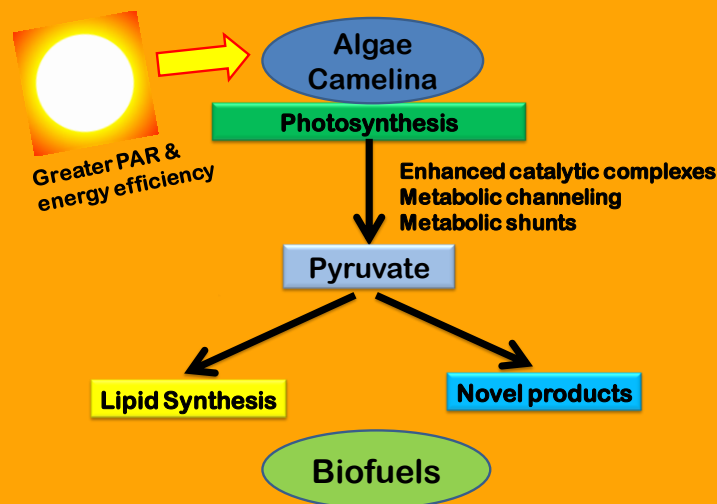 Algae
Camelina
Photosynthesis
Greater PAR &
energy efficiency
Enhanced catalytic complexes
Metabolic channeling
Metabolic shunts
Pyruvate
Lipid Synthesis
Novel products
Biofuels